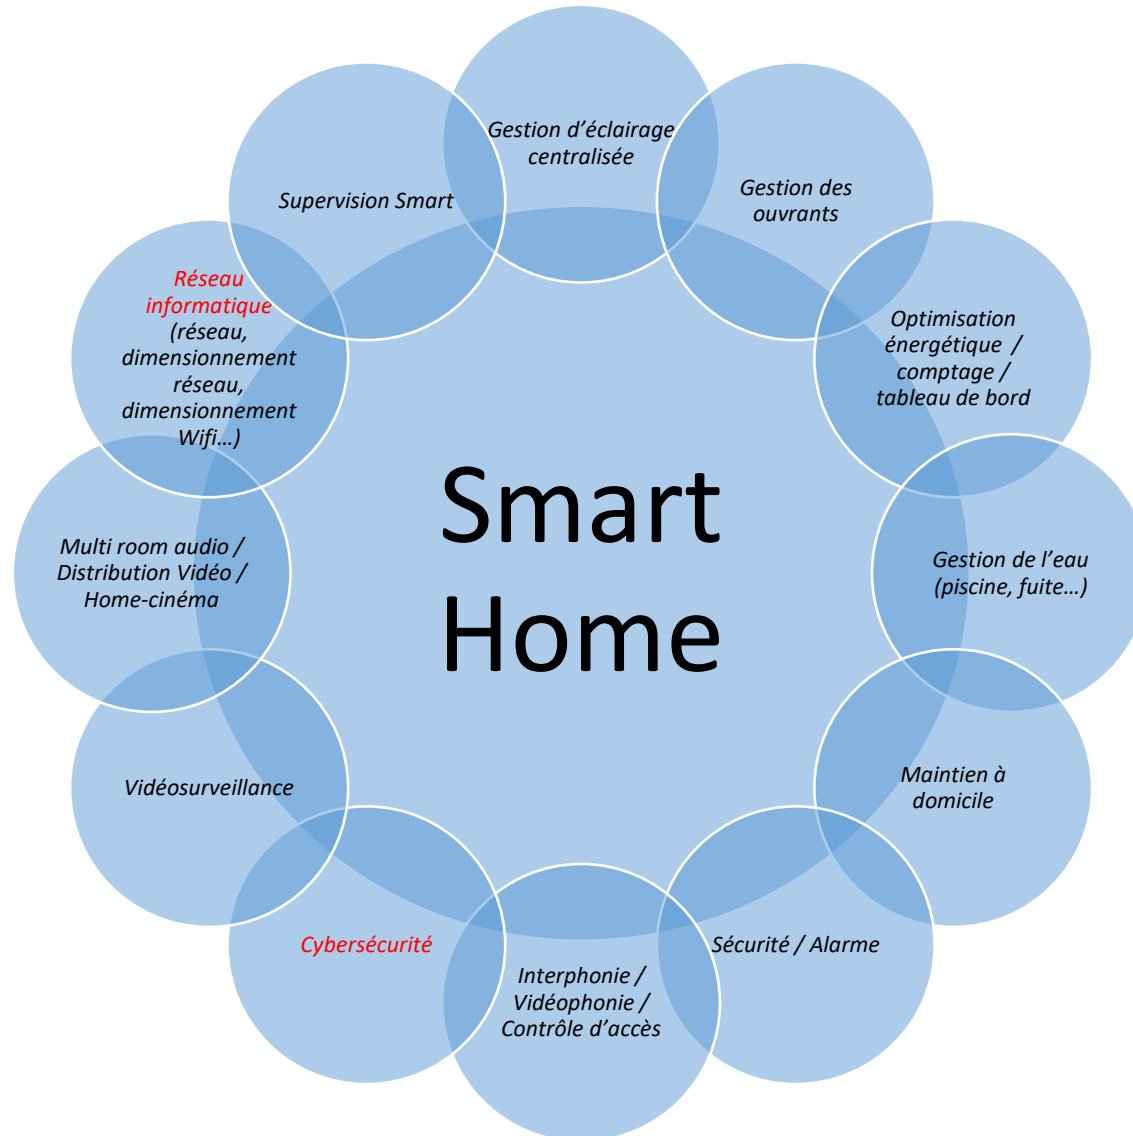 Gestion d’éclairage
centralisée
Gestion des
ouvrants
Optimisation
énergétique /
comptage /
tableau de bord
Gestion de l’eau
(piscine, fuite…)
Maintien à
domicile
Sécurité / Alarme
Interphonie /
Vidéophonie /
Contrôle d’accès
Cybersécurité
Vidéosurveillance
Multi room audio /
Distribution Vidéo /
Home-cinéma
Réseau
informatique
(réseau,
dimensionnement
réseau,
dimensionnement
Wifi…)
Supervision Smart
Smart
Home